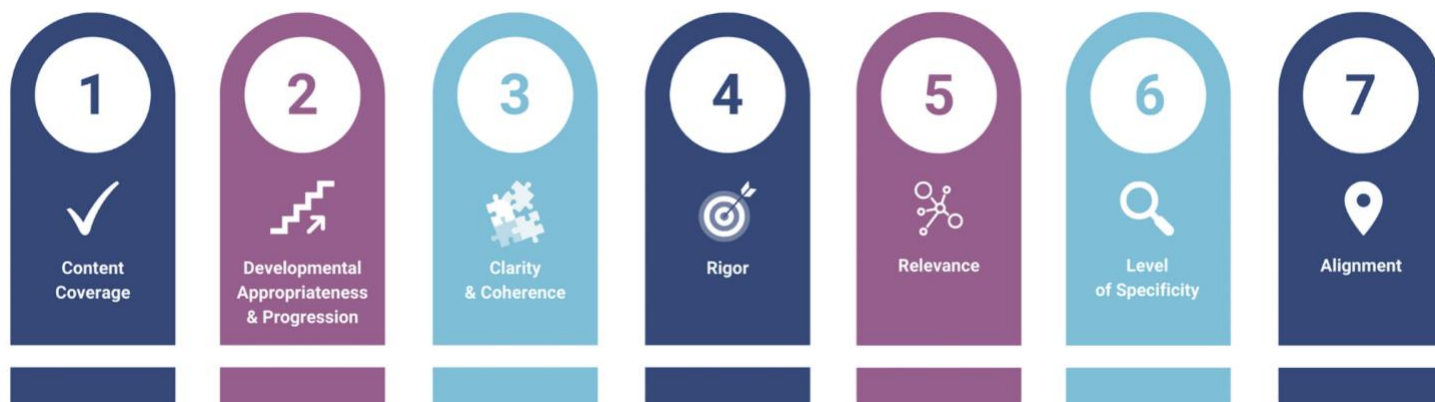 1
Content
Coverage
2
Developmental
Appropriateness
& Progression
3
Clarity
& Coherence
4
Rigor
5
Relevance
6
Level
of Specificity
7
Alignment